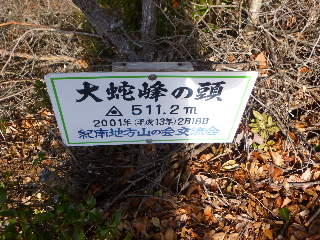 大蛇峰の頭
△ 511.2m
2001年(平成13年)2月18日
紀南地方山の会交流会